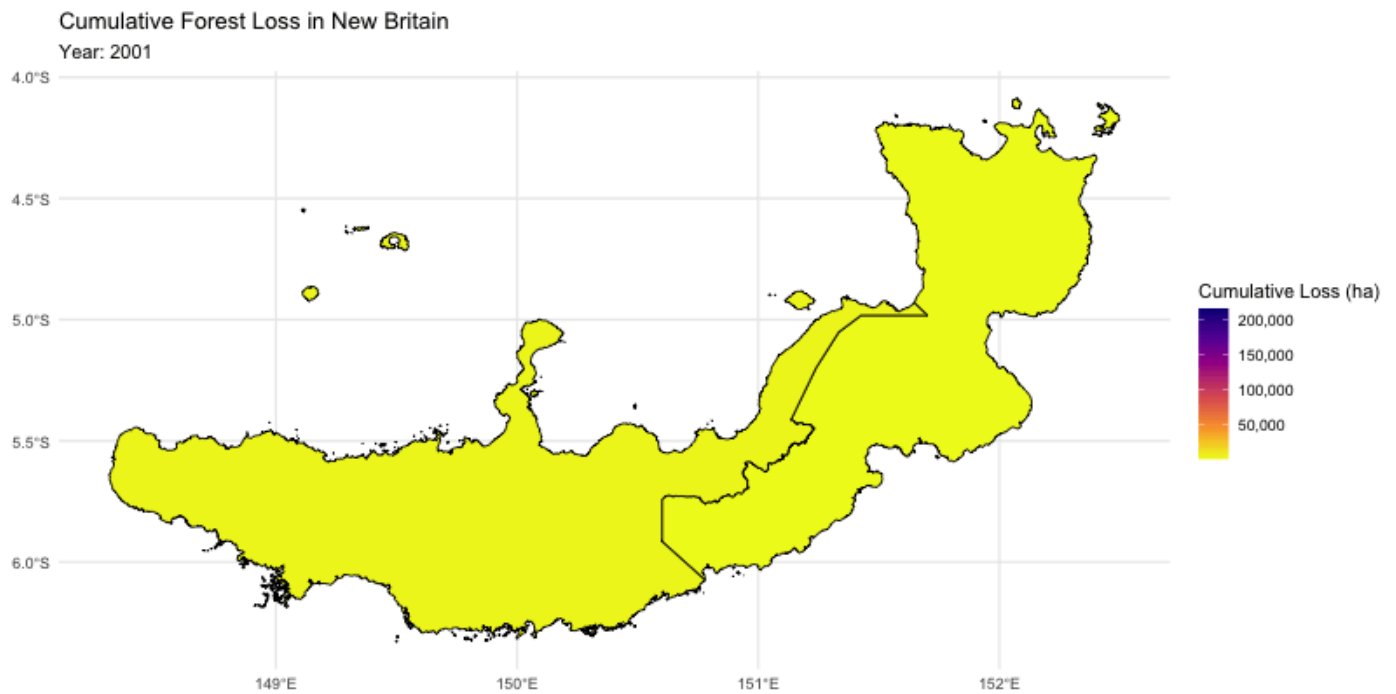 Cumulative Forest Loss in New Britain
Year: 2001
4.0°S
4.5°S
5.0°S
5.5°S
6.0°S
149°E
150°E
151°E
152°E
Cumulative Loss (ha)
200,000
150,000
100,000
50,000